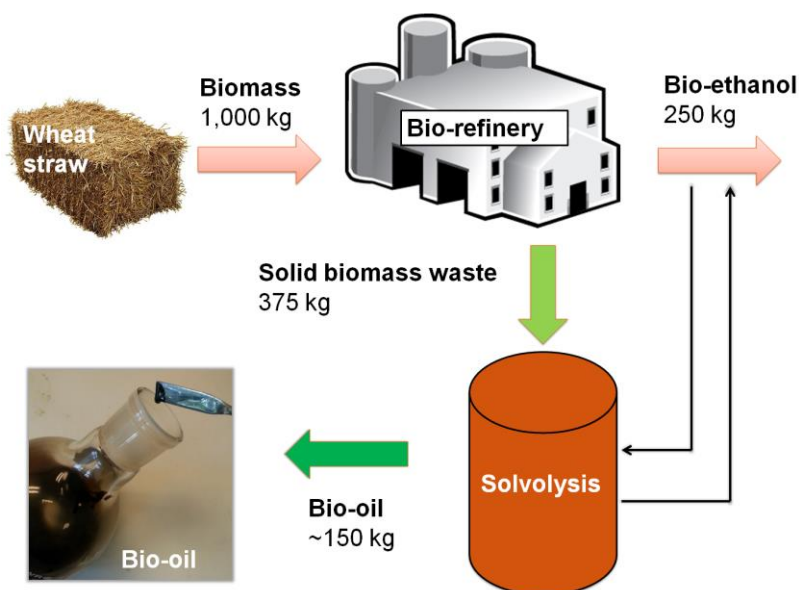 Wheat
straw
Biomass
1,000 kg
Bio-refinery
Bio-ethanol
250 kg
Solid biomass waste
375 kg
Solvolysis
Bio-oil
~150 kg
Bio-oil